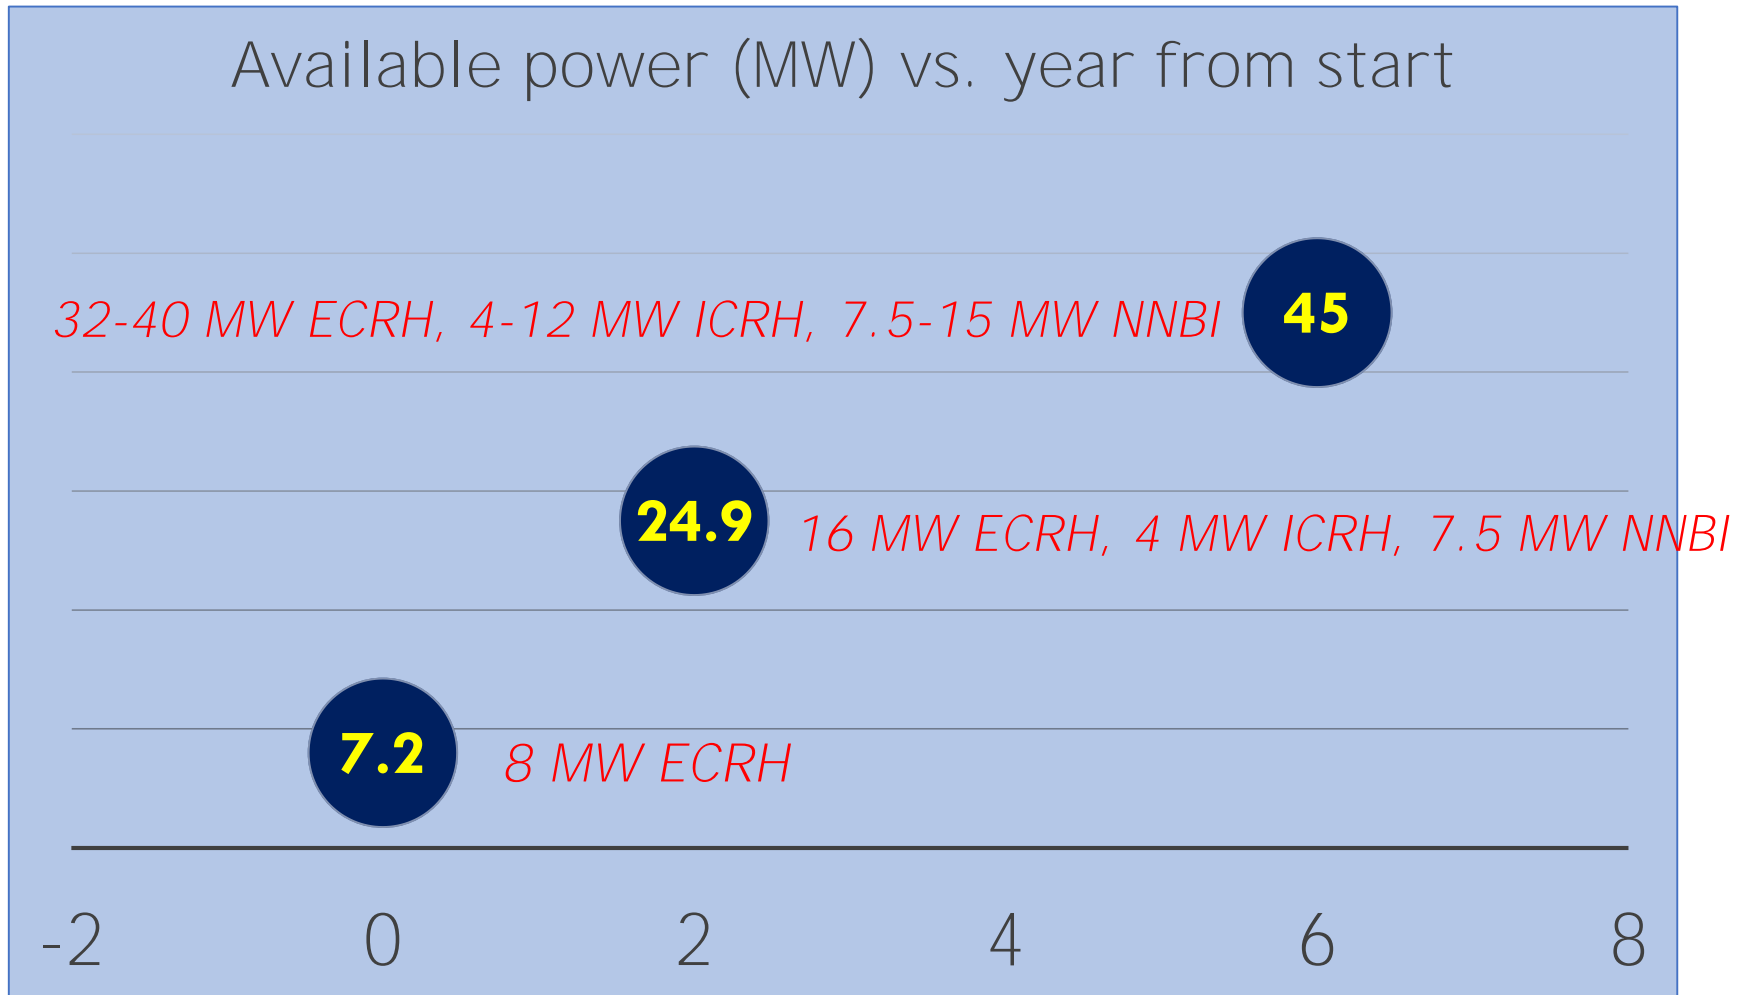 Available power (MW) vs. year from start
32-40 MW ECRH, 4-12 MW ICRH, 7.5-15 MW NNBI 45
24.9 16 MW ECRH, 4 MW ICRH, 7.5 MW NNBI
7.2 8 MW ECRH
-2 0 2 4 6 8